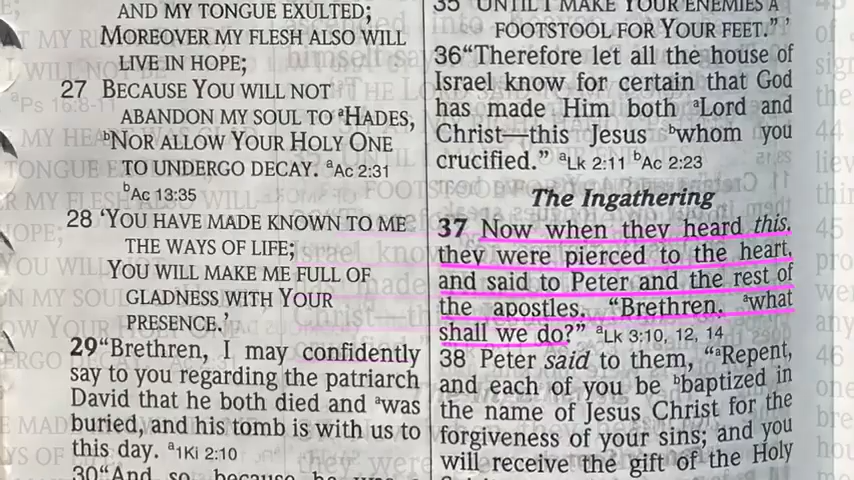 AND MY TONGUE EXULTED;
MOREOVER MY FLESH ALSO WILL
LIVE IN HOPE;
27 BECAUSE YOU WILL NOT
ABANDON MY SOUL TO ᵃHADES,
ᵇNOR ALLOW YOUR HOLY ONE
TO UNDERGO DECAY. ᵃAc 2:31
ᵇAc 13:35
28 ‘YOU HAVE MADE KNOWN TO ME
THE WAYS OF LIFE;
YOU WILL MAKE ME FULL OF
GLADNESS WITH YOUR
PRESENCE.’
29“Brethren, I may confidently
say to you regarding the patriarch
David that he both died and ᵃwas
buried, and his tomb is with us to
this day. ᵃ1Ki 2:10
30“And so, because he was a
35 UNTIL I MAKE YOUR ENEMIES A
FOOTSTOOL FOR YOUR FEET.” ’
36“Therefore let all the house of
Israel know for certain that God
has made Him both ᵃLord and
Christ—this Jesus ᵇwhom you
crucified.” ᵃLk 2:11 ᵇAc 2:23
The Ingathering
37 Now when they heard this,
they were pierced to the heart,
and said to Peter and the rest of
the apostles, “Brethren, ᵃwhat
shall we do?” ᵃLk 3:10, 12, 14
38 Peter said to them, “ᵃRepent,
and each of you be ᵇbaptized in
the name of Jesus Christ for the
forgiveness of your sins; and you
will receive the gift of the Holy